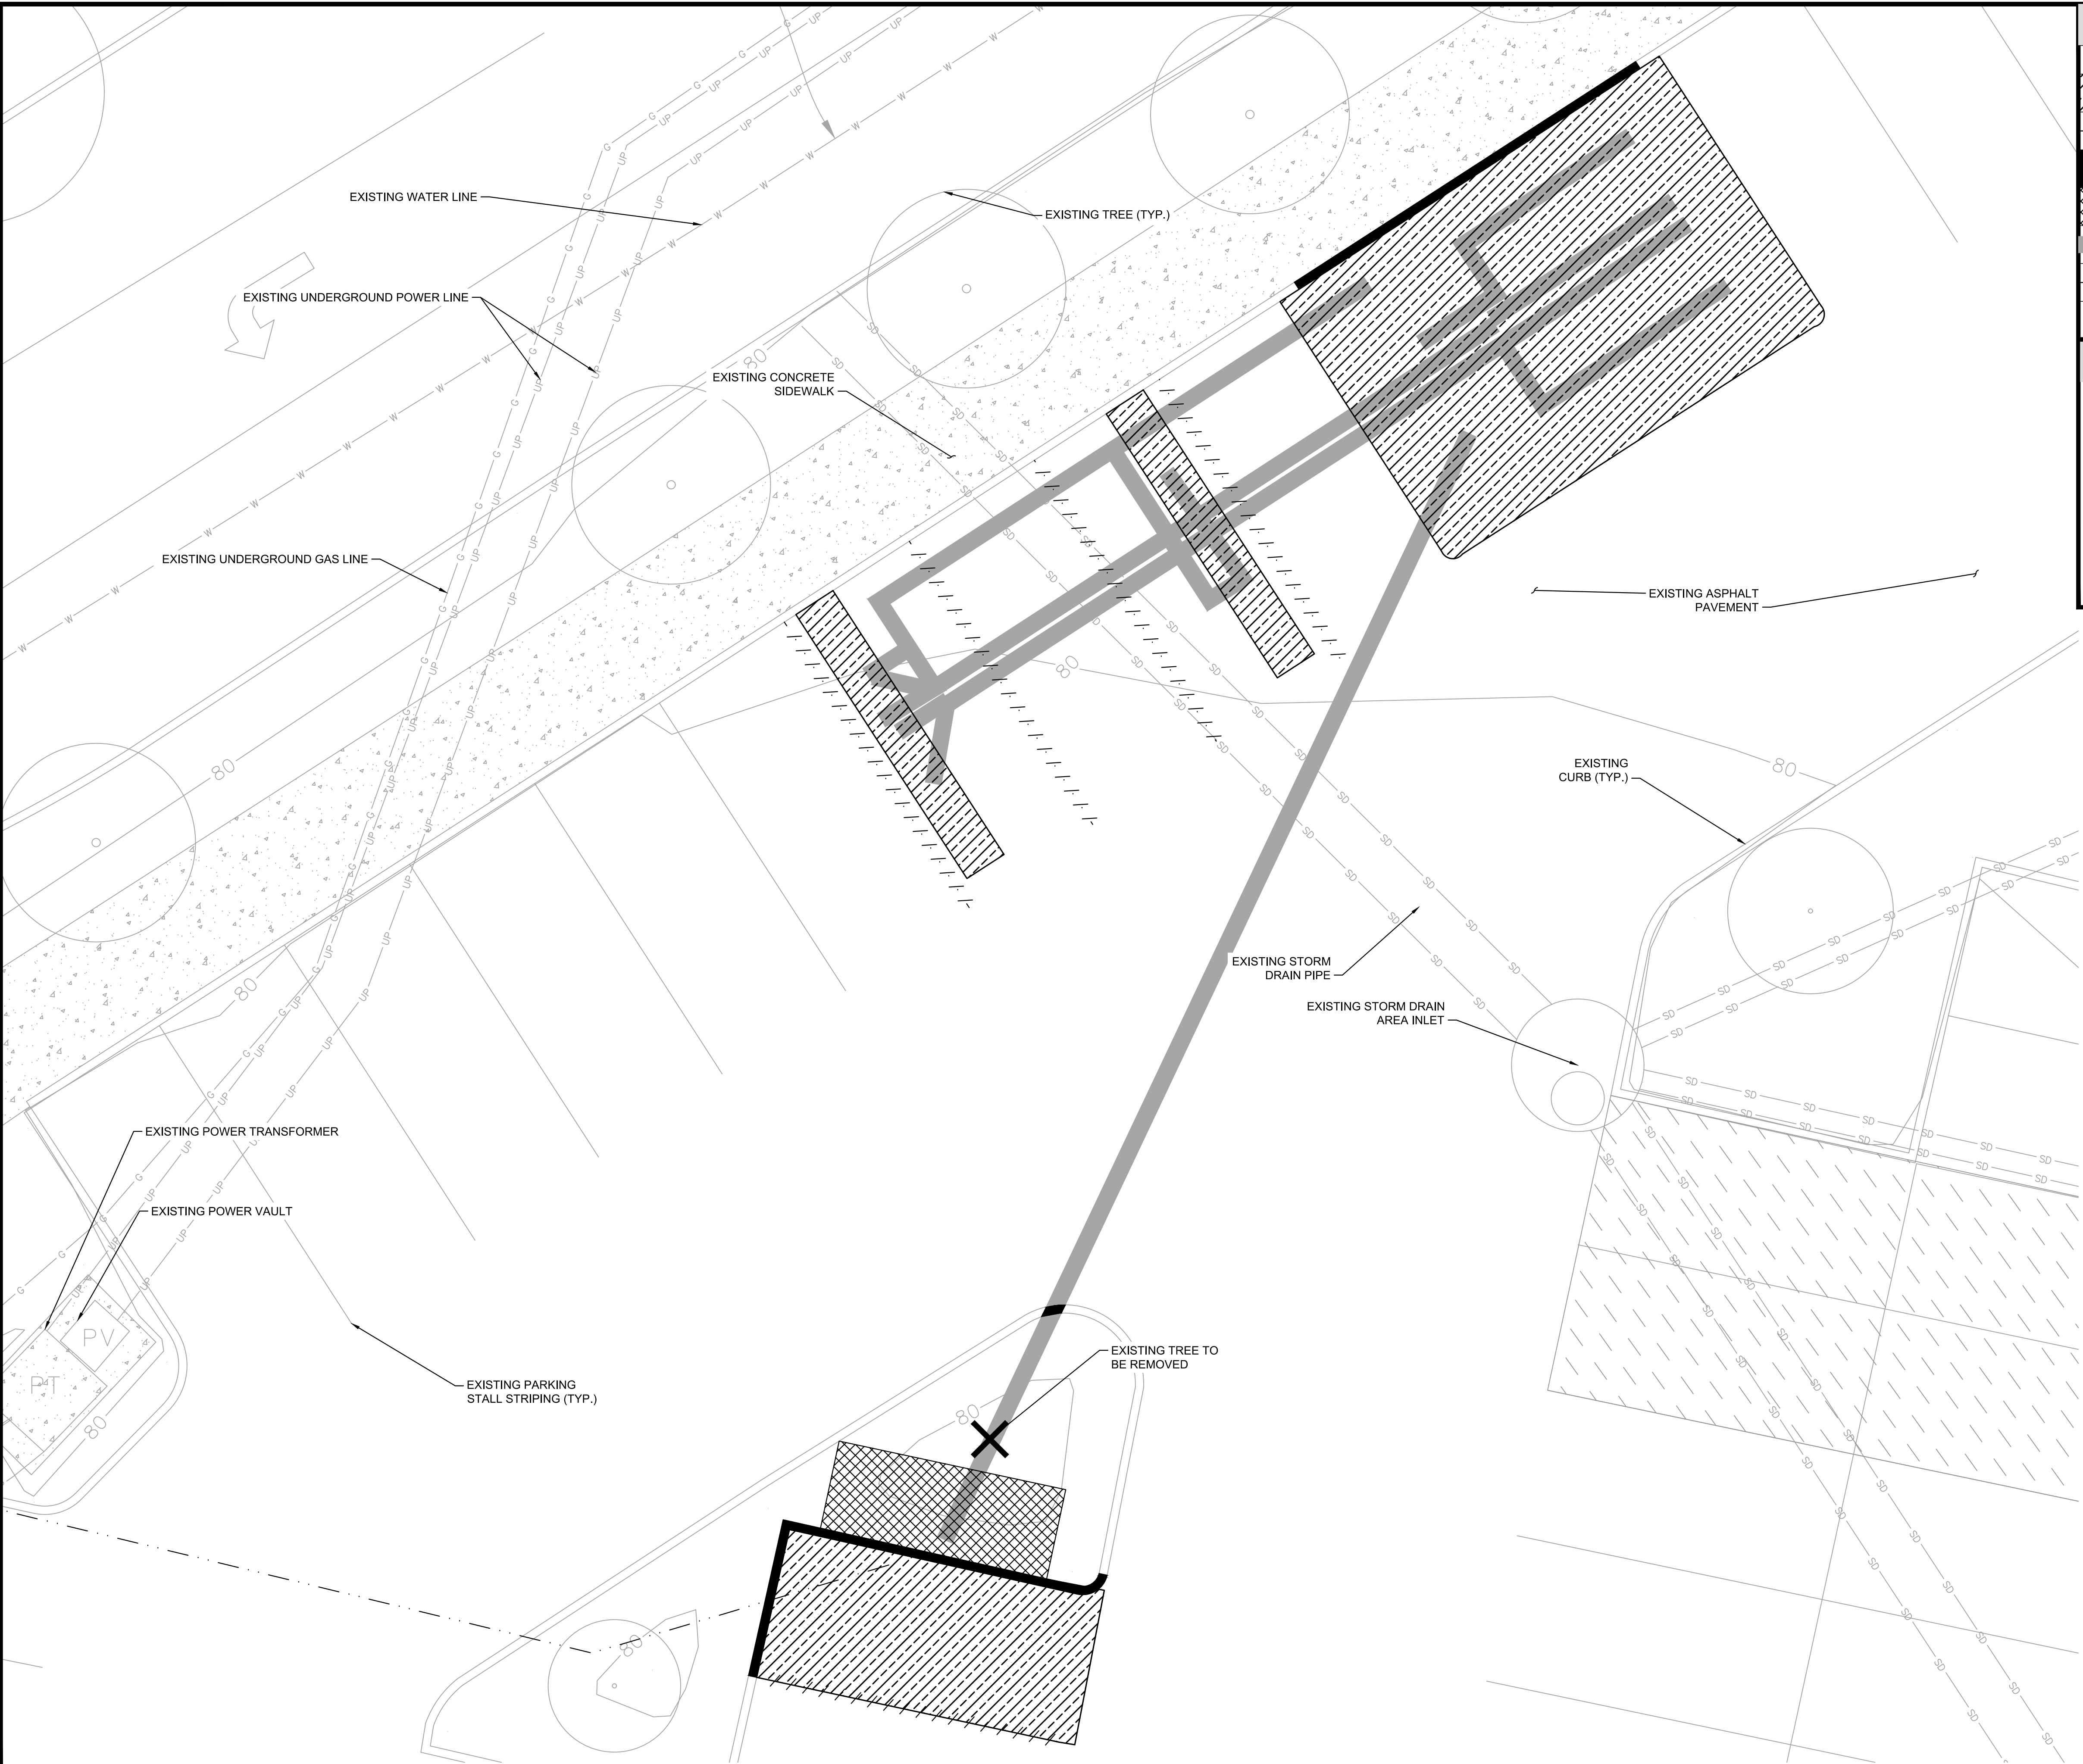 EXISTING WATER LINE
EXISTING TREE (TYP.)
EXISTING UNDERGROUND POWER LINE
80
EXISTING CONCRETE
SIDEWALK
EXISTING UNDERGROUND GAS LINE
EXISTING ASPHALT
PAVEMENT
80
80
EXISTING
CURB (TYP.)
80
EXISTING STORM
DRAIN PIPE
80
EXISTING STORM DRAIN
AREA INLET
EXISTING POWER TRANSFORMER
EXISTING POWER VAULT
PV
EXISTING TREE TO
BE REMOVED
PT
EXISTING PARKING
STALL STRIPING (TYP.)
80
80
80
G
UP
W
SD